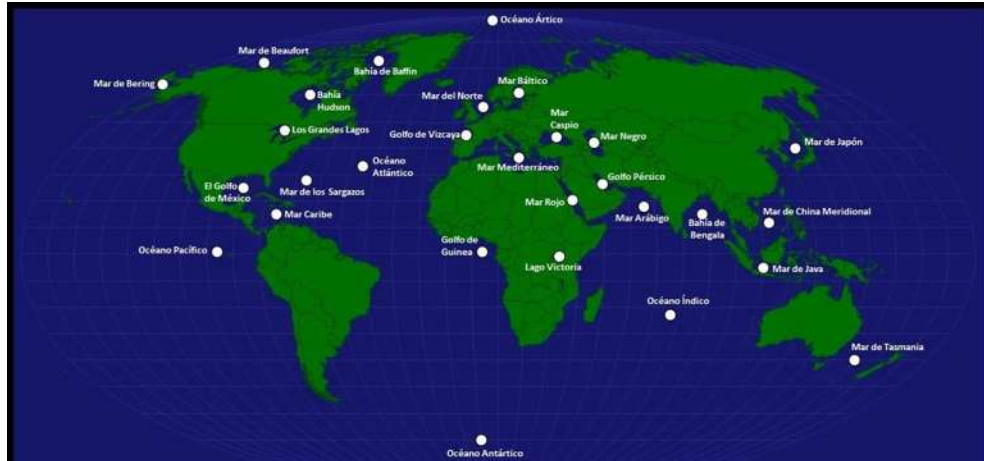 Océano Ártico
Mar de Beaufort
Bahía de Baffin
Mar de Bering
Bahía
Hudson
Mar del Norte
Mar Báltico
Los Grandes Lagos
Golfo de Vizcaya
Mar
Caspio
Mar Negro
Mar de Japón
Océano
Atlántico
Mar Mediterráneo
El Golfo
de México
Mar de los Sargazos
Golfo Pérsico
Mar Rojo
Mar Arábigo
Bahía de
Bengala
Mar de China Meridional
Mar Caribe
Océano Pacífico
Golfo de
Guinea
Lago Victoria
Mar de Java
Océano Índico
Mar de Tasmania
Océano Antártico